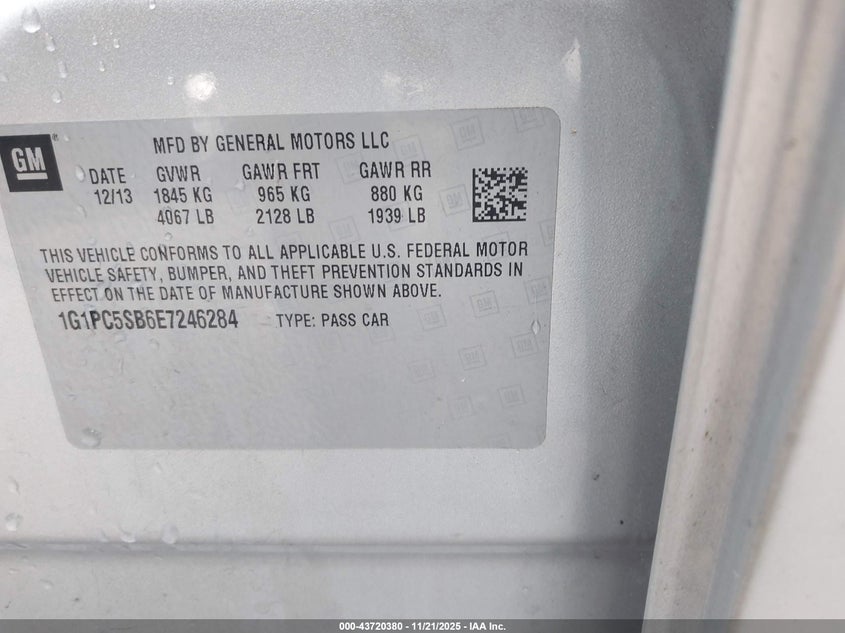 GM
MFD BY GENERAL MOTORS LLC
DATE GVWR GAWR FRT GAWR RR
12/13 1845 KG 965 KG 880 KG
4067 LB 2128 LB 1939 LB
THIS VEHICLE CONFORMS TO ALL APPLICABLE U.S. FEDERAL MOTOR
VEHICLE SAFETY, BUMPER, AND THEFT PREVENTION STANDARDS IN
EFFECT ON THE DATE OF MANUFACTURE SHOWN ABOVE.
1G1PC5SB6E7246284 TYPE: PASS CAR
000-43720380 - 11/21/2025 - IAA Inc.